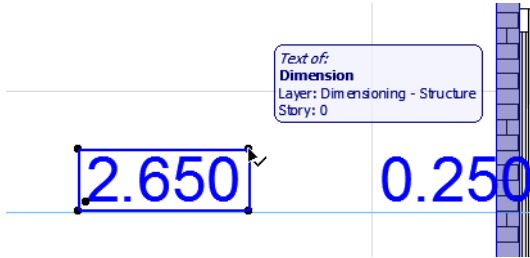 Text of:
Dimension
Layer: Dimensioning - Structure
Story: 0
2.650 0.250